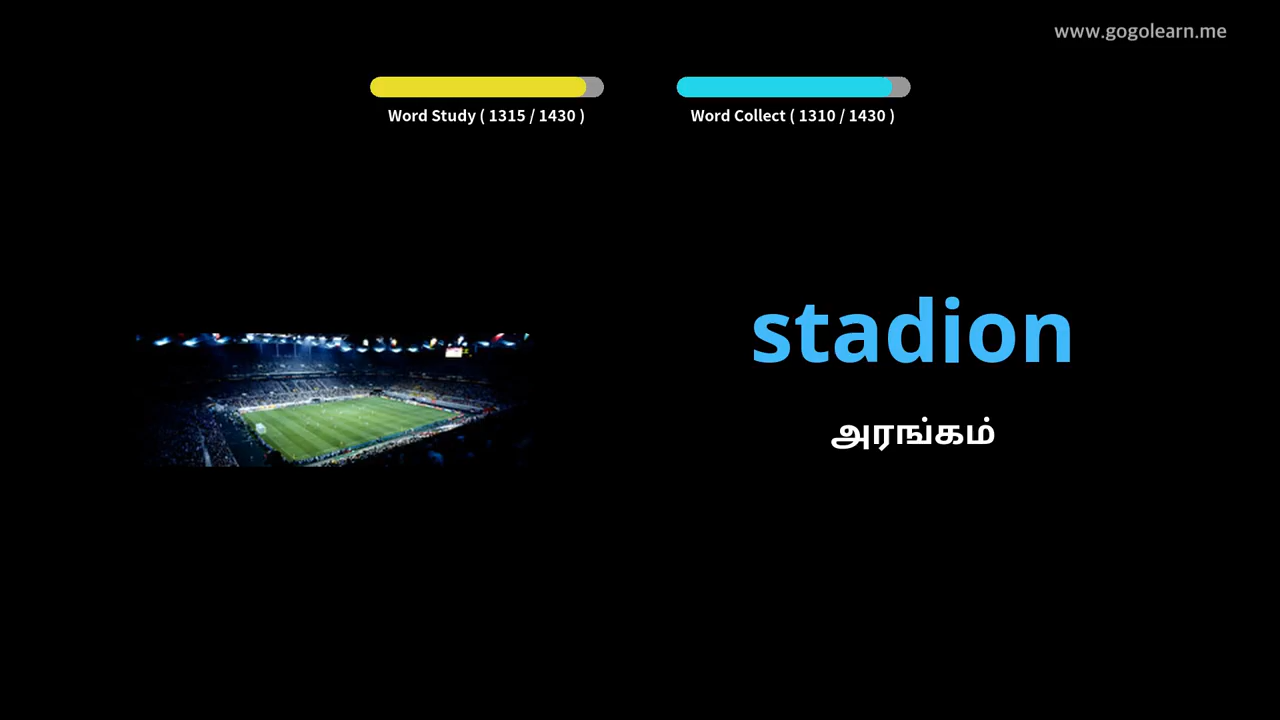 www.gogolearn.me
Word Study ( 1315 / 1430 )
Word Collect ( 1310 / 1430 )
stadion
அரங்கம்